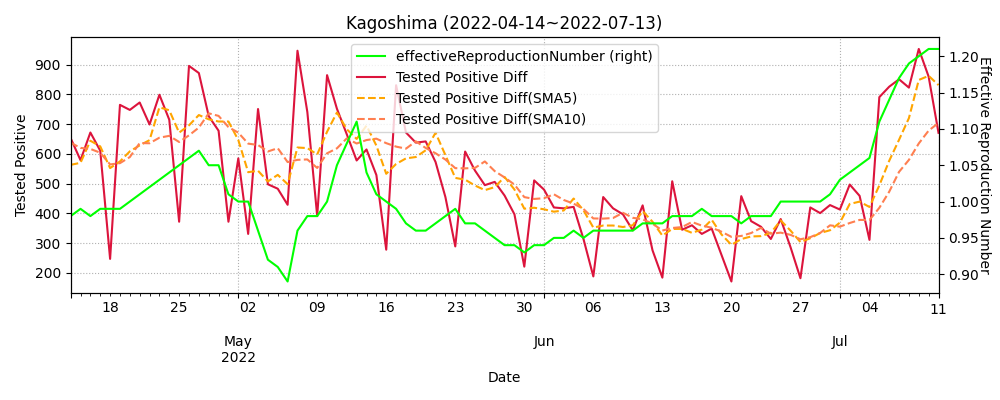 Kagoshima (2022-04-14~2022-07-13)
effectiveReproductionNumber (right)
Tested Positive Diff
Tested Positive Diff(SMA5)
Tested Positive Diff(SMA10)
Tested Positive
900
800
700
600
500
400
300
200
1.20
1.15
1.10
1.05
1.00
0.95
0.90
Effective Reproduction Number
18 25 02 09 16 23 30 06 13 20 27 04 11
May Jun Jul
2022
Date